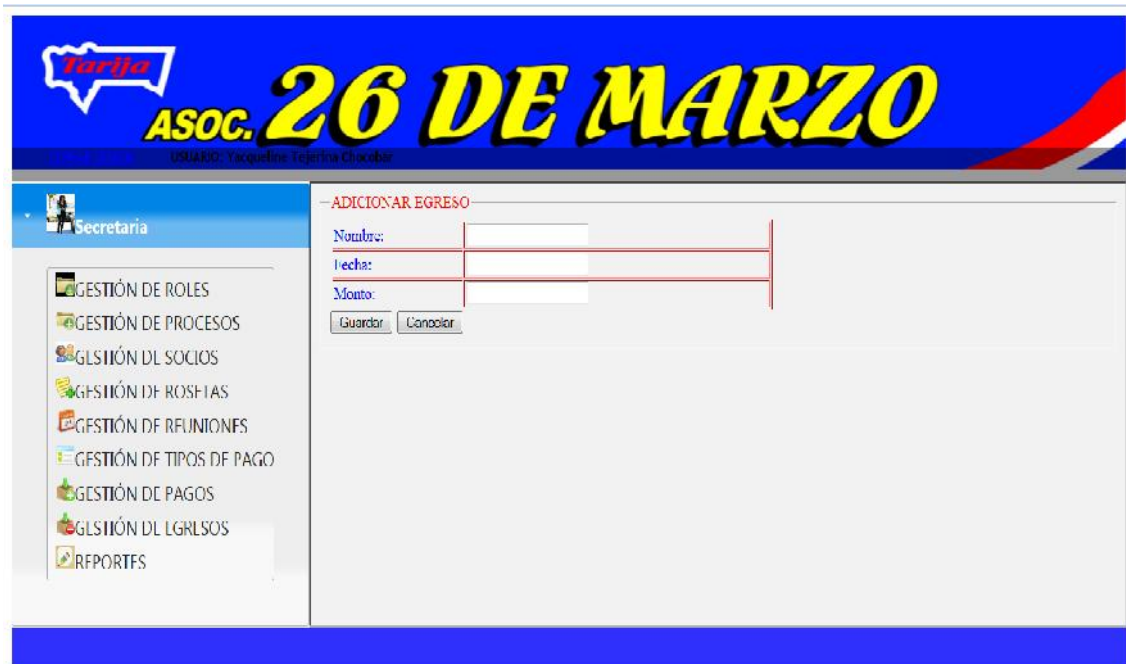 Tarija
ASOC. 26 DE MARZO
USUARIO: Yacqueline Tejerina Chocobar
Secretaria
GESTIÓN DE ROLES
GESTIÓN DE PROCESOS
GESTIÓN DE SOCIOS
GESTIÓN DE ROSETAS
GESTIÓN DE REUNIONES
GESTIÓN DE TIPOS DE PAGO
GESTIÓN DE PAGOS
GESTIÓN DE EGRESOS
REPORTES
ADICIONAR EGRESO
Nombre:
Fecha:
Monto:
Guardar Cancelar